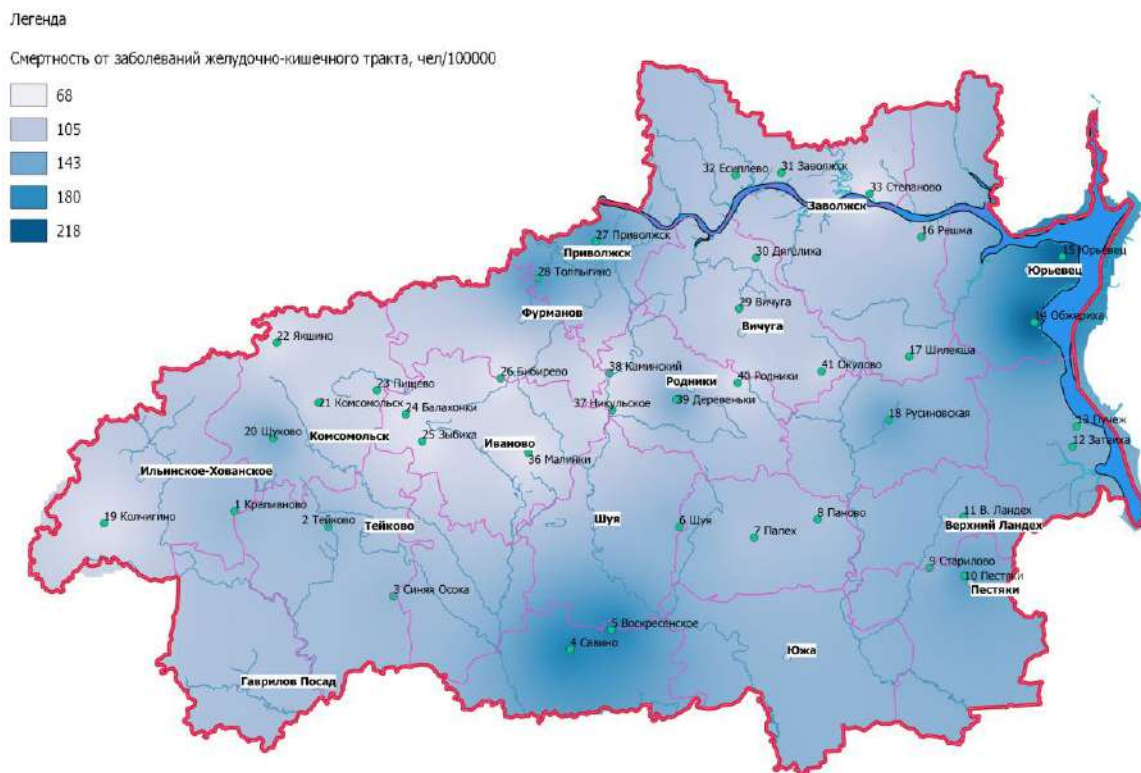 Легенда
Смертность от заболеваний желудочно-кишечного тракта, чел/100000
68
105
143
180
218
32 Есиплево
31 Заволжск
33 Степаново
Заволжск
16 Решма
27 Приволжск
Приволжск
30 Дягелиха
15 Юрьевец
Юрьевец
28 Толпыгино
29 Вичуга
Фурманов
14 Обжериха
Вичуга
22 Якшино
17 Шилекша
26 Бибирево
38 Каминский
41 Окулово
Родники
40 Родники
23 Пищево
21 Комсомольск
24 Балахонки
37 Никульское
39 Деревеньки
18 Русиновская
13 Пучеж
20 Щуково
Комсомольск
25 Зыбиха
Иваново
12 Затеиха
36 Малинки
Ильинское-Хованское
1 Крапивново
19 Колчигино
2 Тейково
Тейково
Шуя
6 Шуя
8 Паново
11 В. Ландех
Верхний Ландех
7 Палех
9 Старилово
10 Пестяки
Пестяки
3 Синяя Осока
5 Воскресенское
4 Савино
Южа
Гаврилов Посад